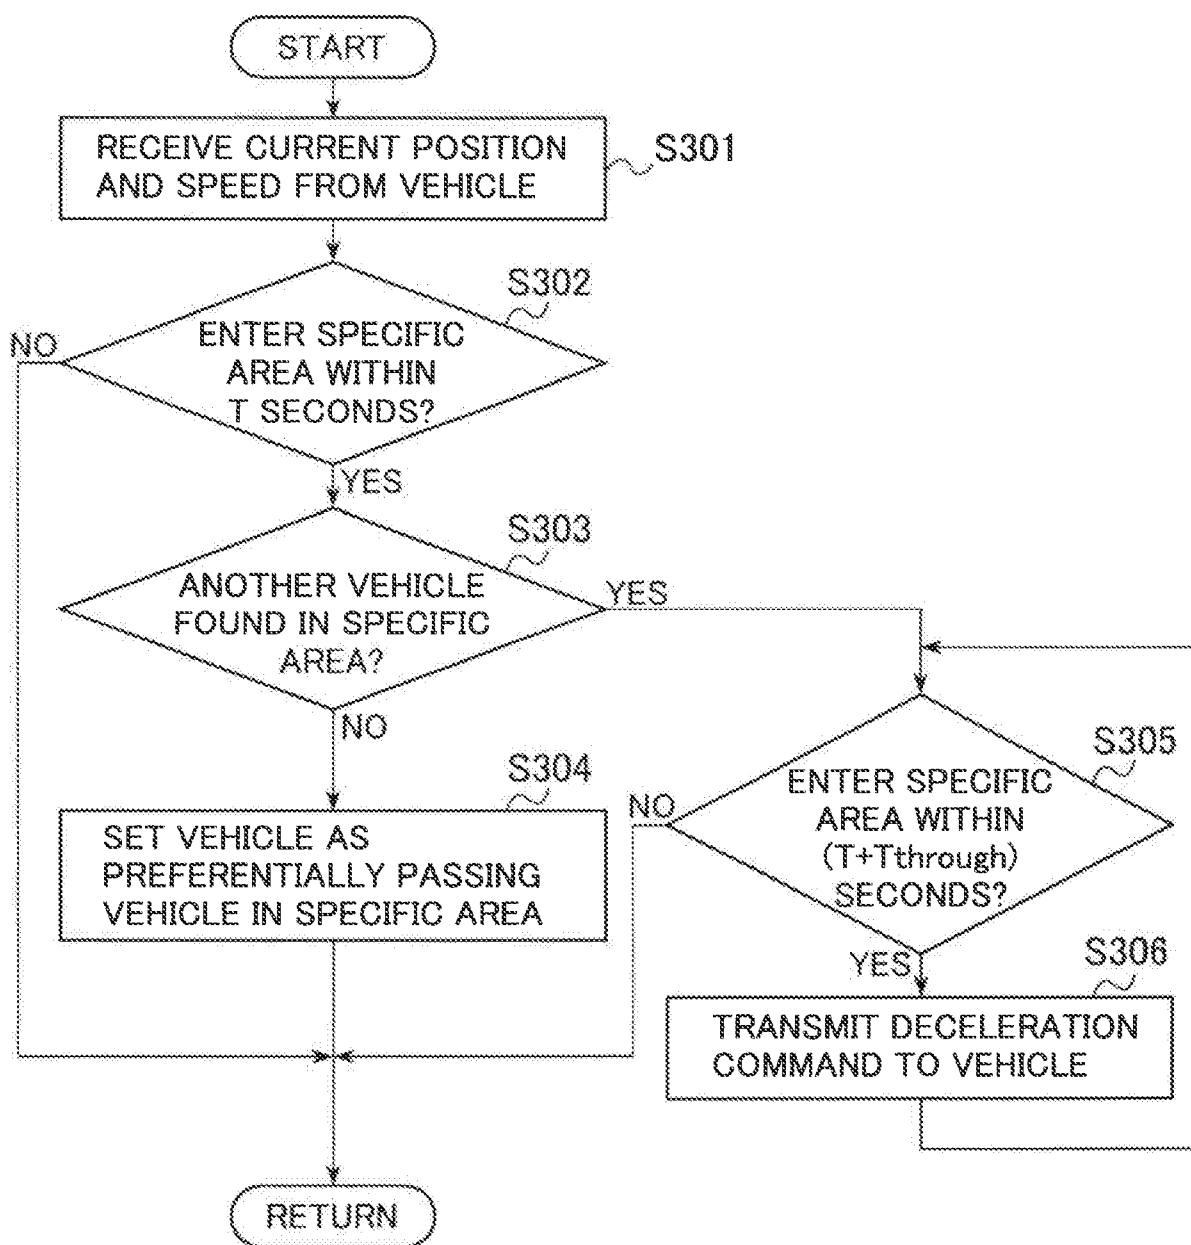 START
RECEIVE CURRENT POSITION
AND SPEED FROM VEHICLE
S301
S302
ENTER SPECIFIC
AREA WITHIN
T SECONDS?
NO
YES
S303
ANOTHER VEHICLE
FOUND IN SPECIFIC
AREA?
YES
NO
S304
SET VEHICLE AS
PREFERENTIALLY PASSING
VEHICLE IN SPECIFIC AREA
S305
ENTER SPECIFIC
AREA WITHIN
(T+Tthrough)
SECONDS?
NO
YES
S306
TRANSMIT DECELERATION
COMMAND TO VEHICLE
RETURN